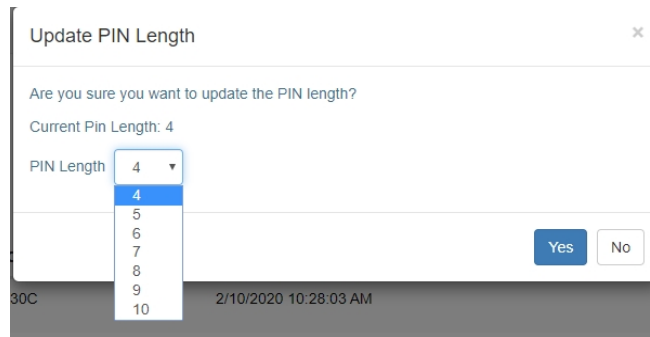 Update PIN Length ×
Are you sure you want to update the PIN length?
Current Pin Length: 4
PIN Length 4
4
5
6
7
8
9
10
Yes No
30C 2/10/2020 10:28:03 AM